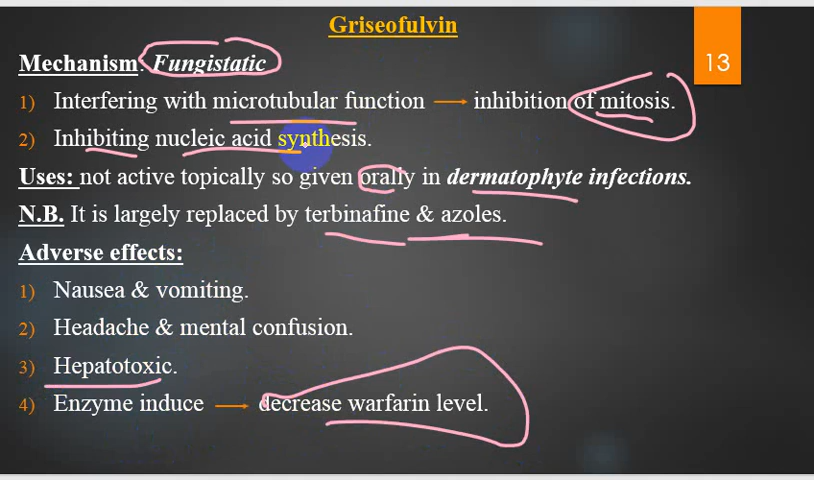 Griseofulvin
13
Mechanism: Fungistatic
1) Interfering with microtubular function → inhibition of mitosis.
2) Inhibiting nucleic acid synthesis.
Uses: not active topically so given orally in dermatophyte infections.
N.B. It is largely replaced by terbinafine & azoles.
Adverse effects:
1) Nausea & vomiting.
2) Headache & mental confusion.
3) Hepatotoxic.
4) Enzyme induce → decrease warfarin level.